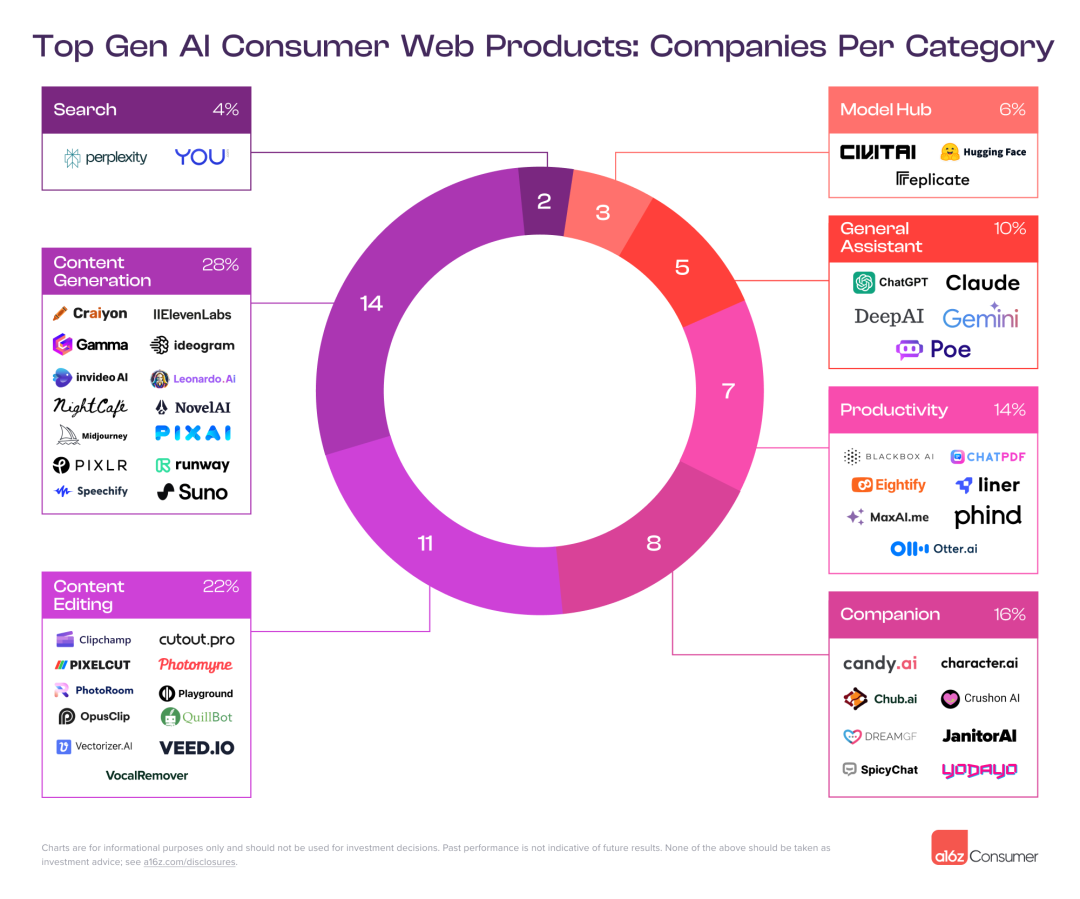 Top Gen AI Consumer Web Products: Companies Per Category
Search 4%
perplexity YOU
Content Generation 28%
Craiyon IIElevenLabs
Gamma ideogram
invideo AI Leonardo.Ai
NightCafé NovelAI
Midjourney PIXAI
PIXLR runway
Speechify Suno
Content Editing 22%
Clipchamp cutout.pro
PIXELCUT Photomyne
PhotoRoom Playground
OpusClip QuillBot
Vectorizer.AI VEED.IO
VocalRemover
2
3
5
7
8
11
14
Model Hub 6%
CIVITAI Hugging Face
replicate
General Assistant 10%
ChatGPT Claude
DeepAI Gemini
Poe
Productivity 14%
BLACKBOX AI CHATPDF
Eightify liner
MaxAI.me phind
Otter.ai
Companion 16%
candy.ai character.ai
Chub.ai Crushon AI
DREAMGF JanitorAI
SpicyChat YODAYO
Charts are for informational purposes only and should not be used for investment decisions. Past performance is not indicative of future results. None of the above should be taken as
investment advice; see a16z.com/disclosures.
a16z Consumer